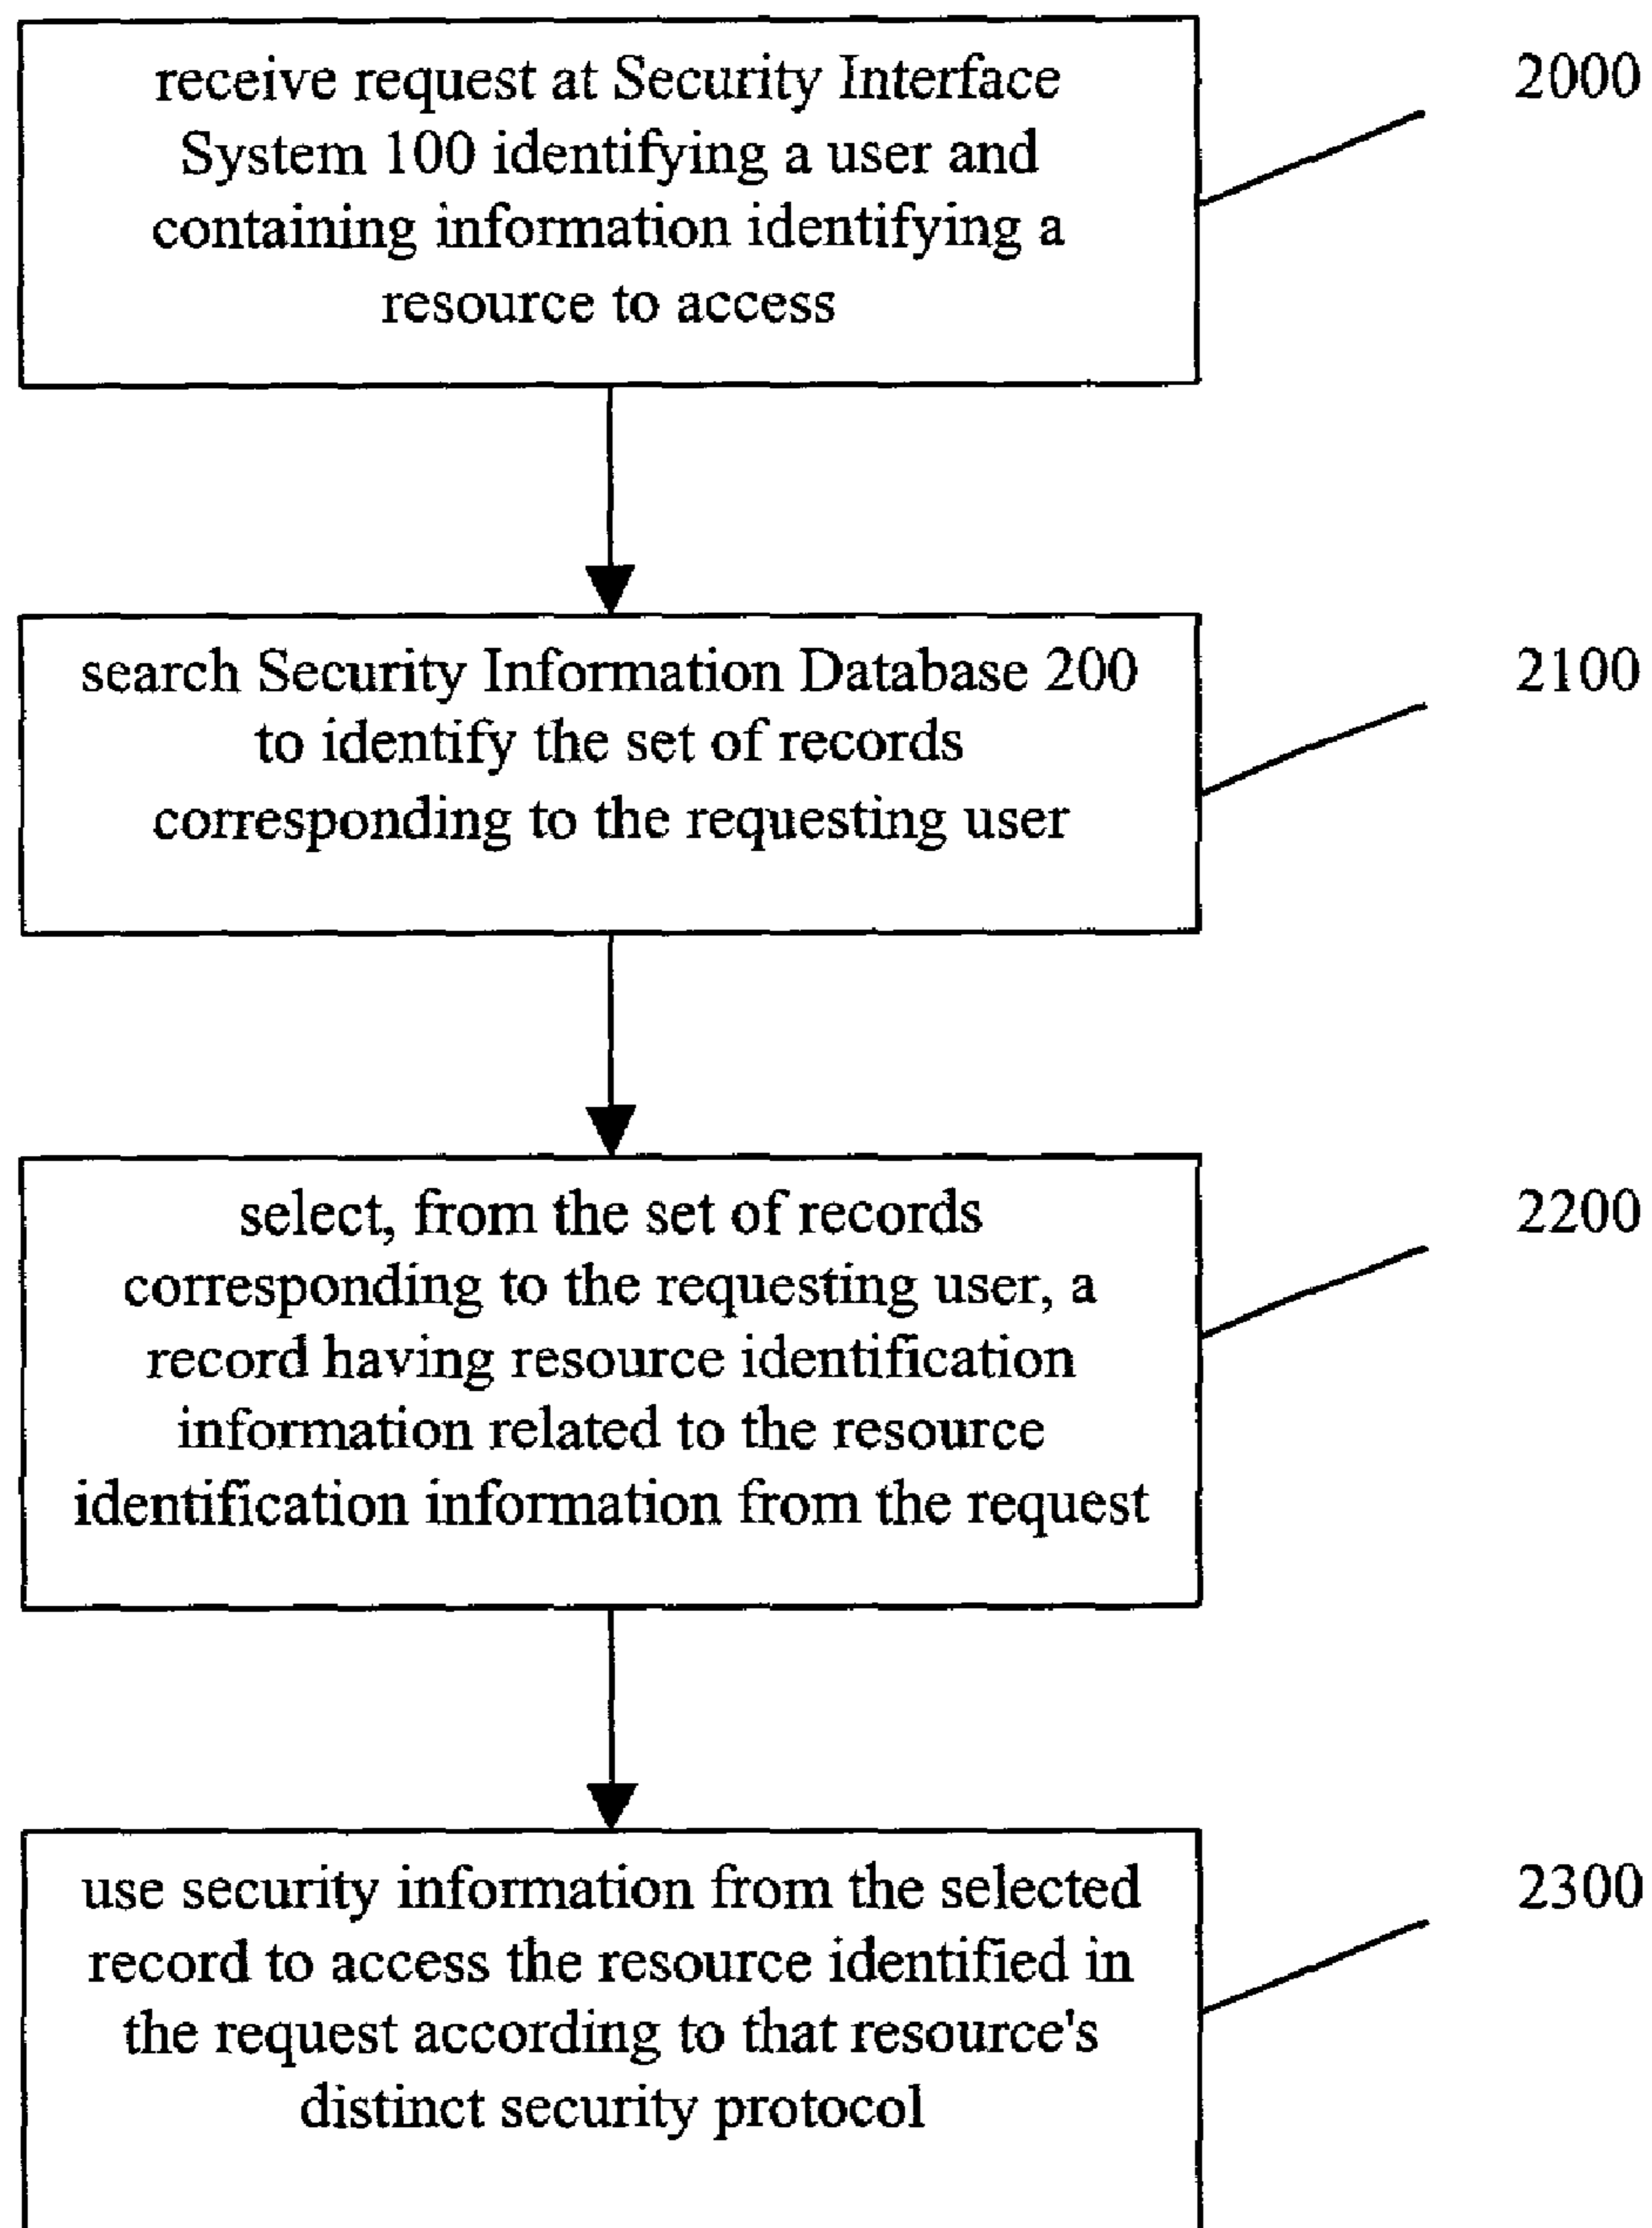 receive request at Security Interface
System 100 identifying a user and
containing information identifying a
resource to access
2000
search Security Information Database 200
to identify the set of records
corresponding to the requesting user
2100
select, from the set of records
corresponding to the requesting user, a
record having resource identification
information related to the resource
identification information from the request
2200
use security information from the selected
record to access the resource identified in
the request according to that resource's
distinct security protocol
2300